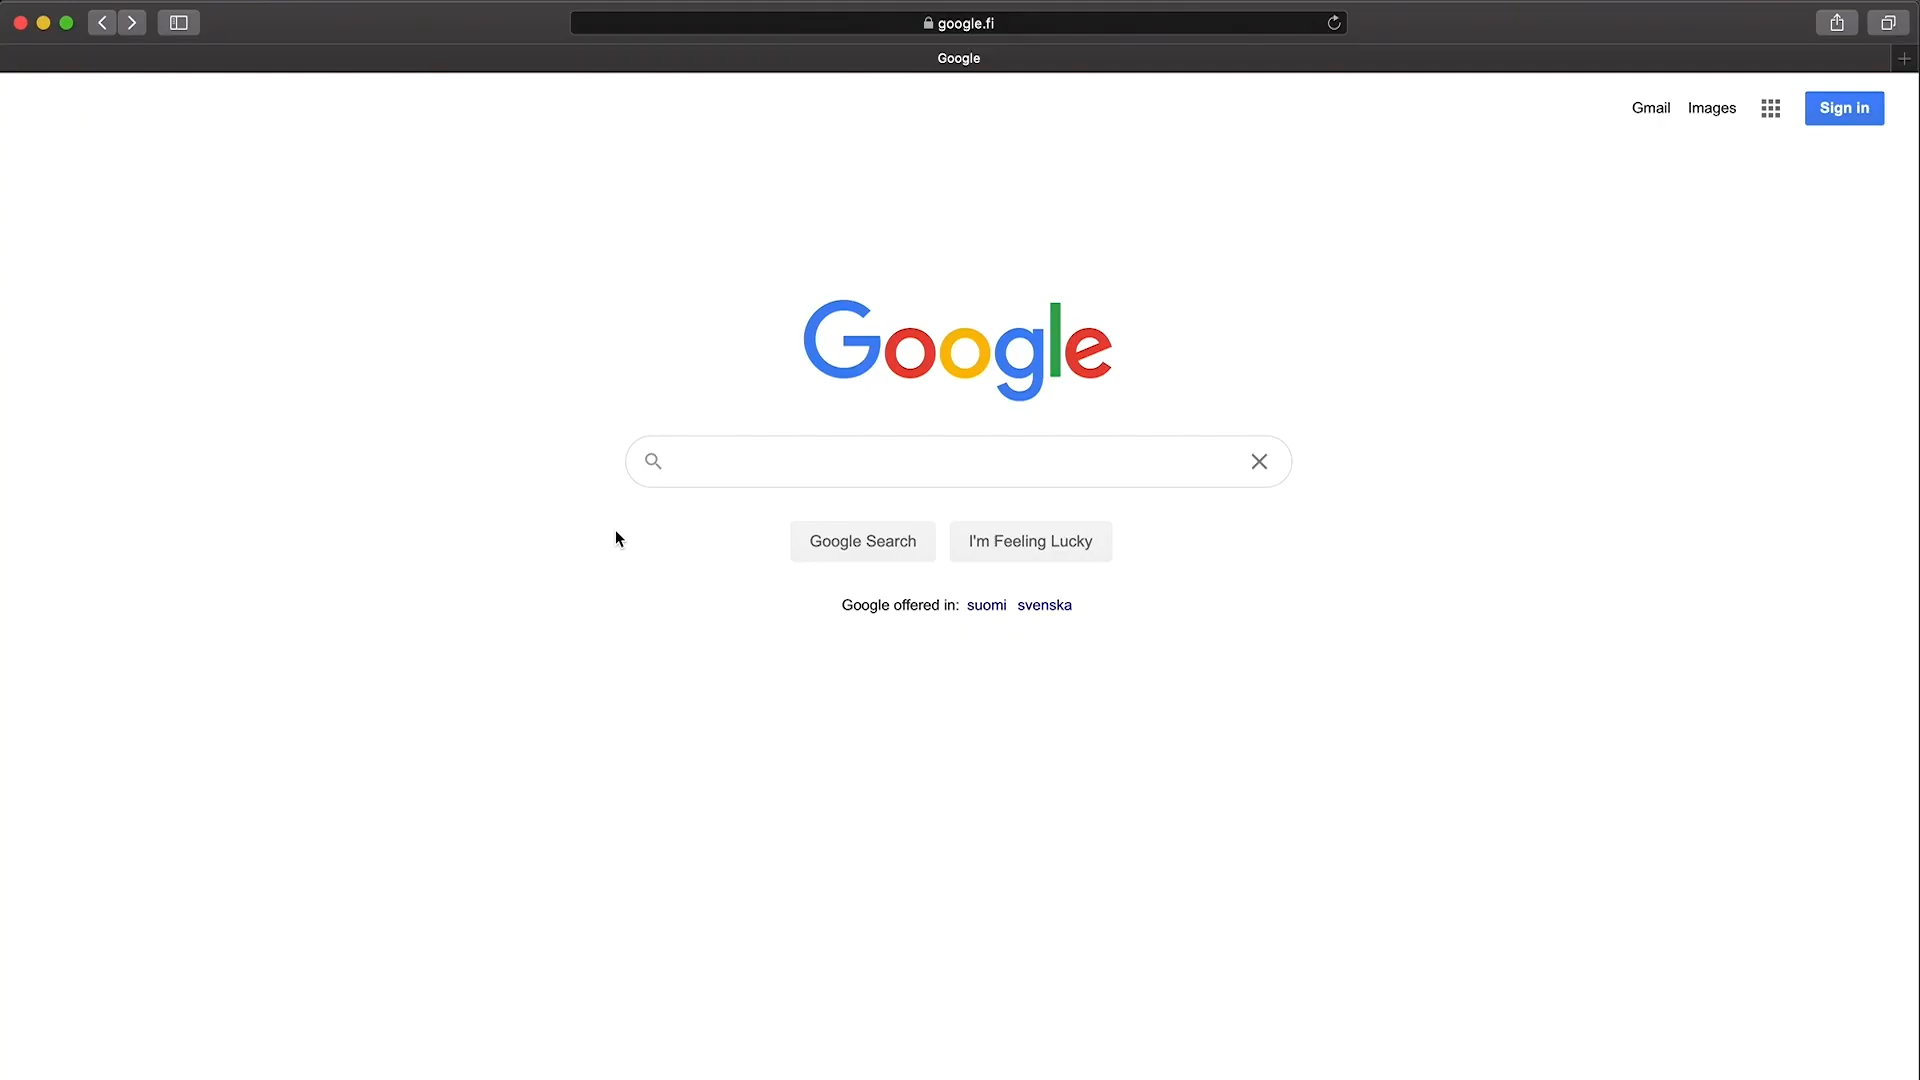 google.fi
Google
Gmail Images Sign in
Google
Google Search I'm Feeling Lucky
Google offered in: suomi svenska